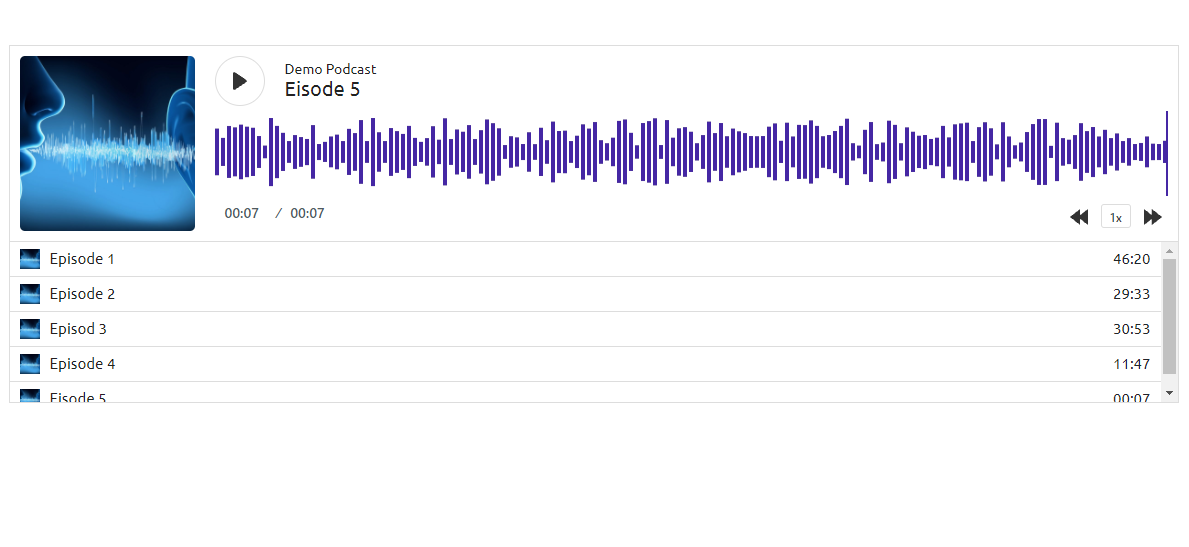 Demo Podcast
Eisode 5
00:07 / 00:07
1x
Episode 1 46:20
Episode 2 29:33
Episod 3 30:53
Episode 4 11:47
Eisode 5 00:07